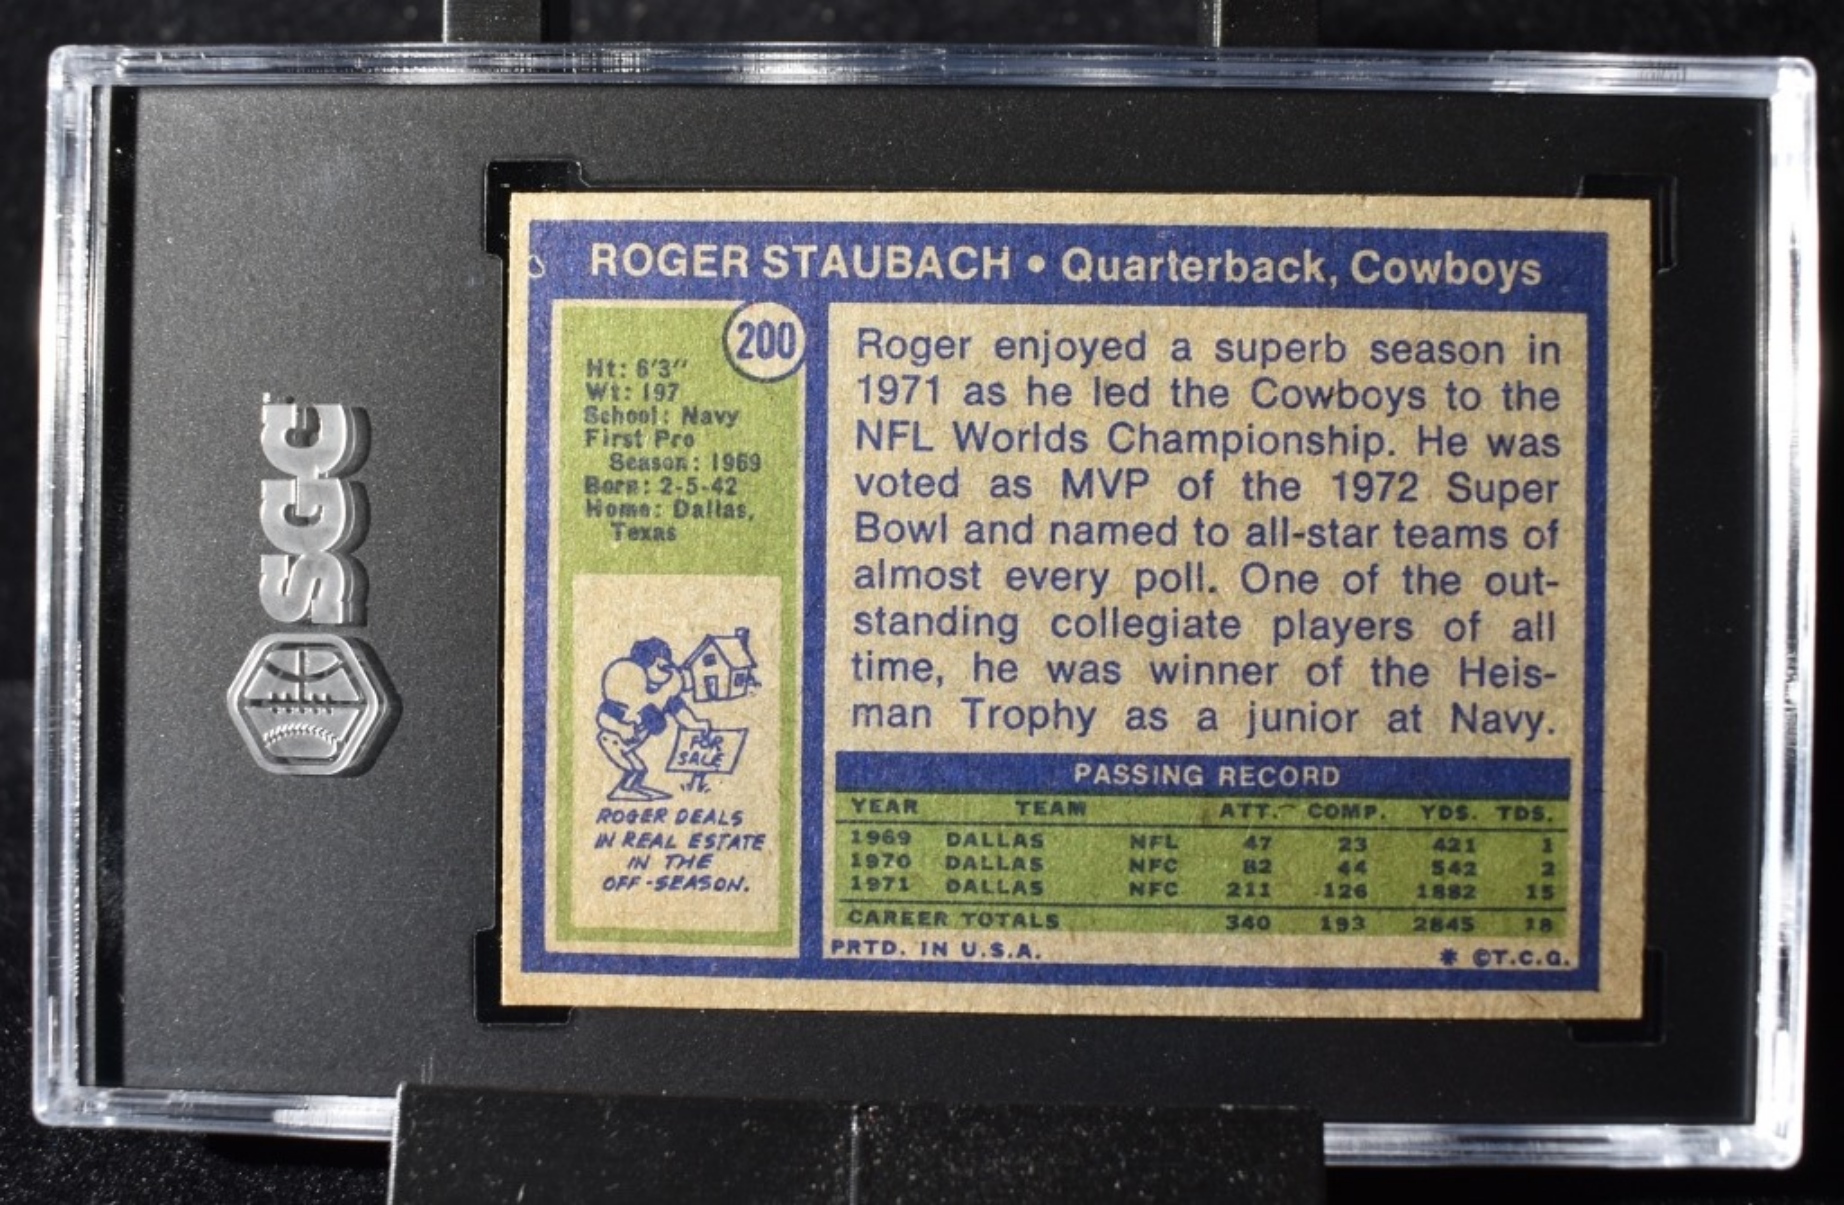 SGC
ROGER STAUBACH • Quarterback, Cowboys
200
Ht: 6'3"
Wt: 197
School: Navy
First Pro
Season: 1969
Born: 2-5-42
Home: Dallas,
Texas
FOR
SALE
ROGER DEALS
IN REAL ESTATE
IN THE
OFF-SEASON.
Roger enjoyed a superb season in
1971 as he led the Cowboys to the
NFL Worlds Championship. He was
voted as MVP of the 1972 Super
Bowl and named to all-star teams of
almost every poll. One of the out-
standing collegiate players of all
time, he was winner of the Heis-
man Trophy as a junior at Navy.
PASSING RECORD
YEAR TEAM ATT. COMP. YDS. TDS.
1969 DALLAS NFL 47 23 421 1
1970 DALLAS NFC 82 44 542 2
1971 DALLAS NFC 211 126 1882 15
CAREER TOTALS 340 193 2845 18
PRTD. IN U.S.A. * ©T.C.G.